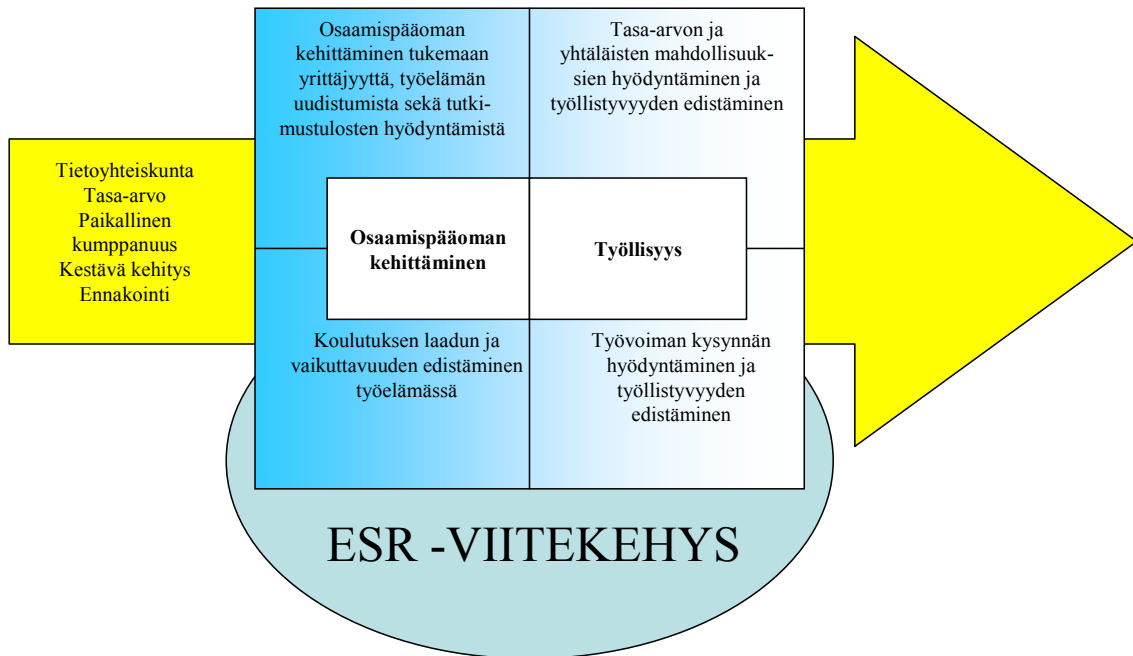 Osaamispääoman
kehittäminen tukemaan
yrittäjyyttä, työelämän
uudistumista sekä tutki-
mustulosten hyödyntämistä
Tasa-arvon ja
yhtäläisten mahdollisuuk-
sien hyödyntäminen ja
työllistyvyyden edistäminen
Tietoyhteiskunta
Tasa-arvo
Paikallinen
kumppanuus
Kestävä kehitys
Ennakointi
Osaamispääoman
kehittäminen
Työllisyys
Koulutuksen laadun ja
vaikuttavuuden edistäminen
työelämässä
Työvoiman kysynnän
hyödyntäminen ja
työllistyvyyden
edistäminen
ESR -VIITEKEHYS